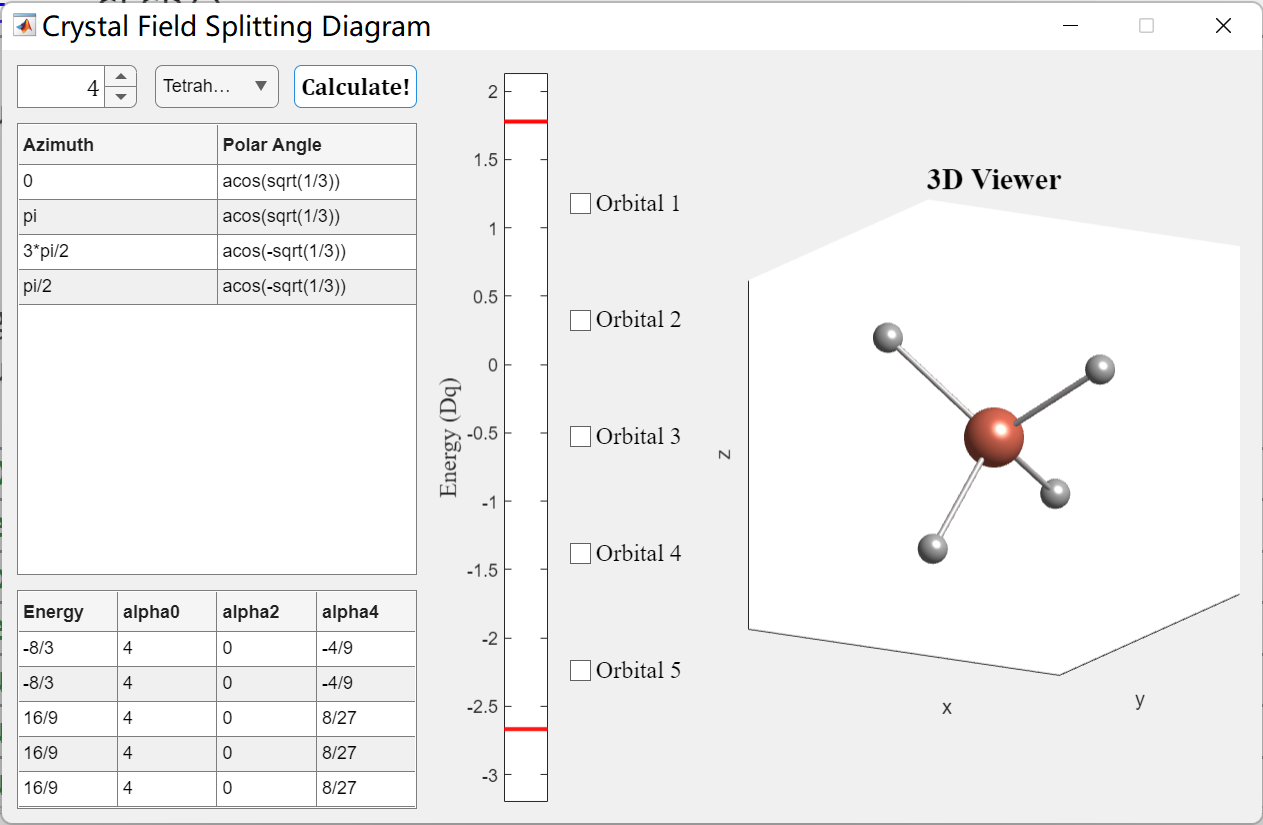 Crystal Field Splitting Diagram
4 Tetrah... Calculate!
Azimuth Polar Angle
0 acos(sqrt(1/3))
pi acos(sqrt(1/3))
3*pi/2 acos(-sqrt(1/3))
pi/2 acos(-sqrt(1/3))
Energy alpha0 alpha2 alpha4
-8/3 4 0 -4/9
-8/3 4 0 -4/9
16/9 4 0 8/27
16/9 4 0 8/27
16/9 4 0 8/27
Energy (Dq)
2
1.5
1
0.5
0
-0.5
-1
-1.5
-2
-2.5
-3
Orbital 1
Orbital 2
Orbital 3
Orbital 4
Orbital 5
3D Viewer
z
x
y